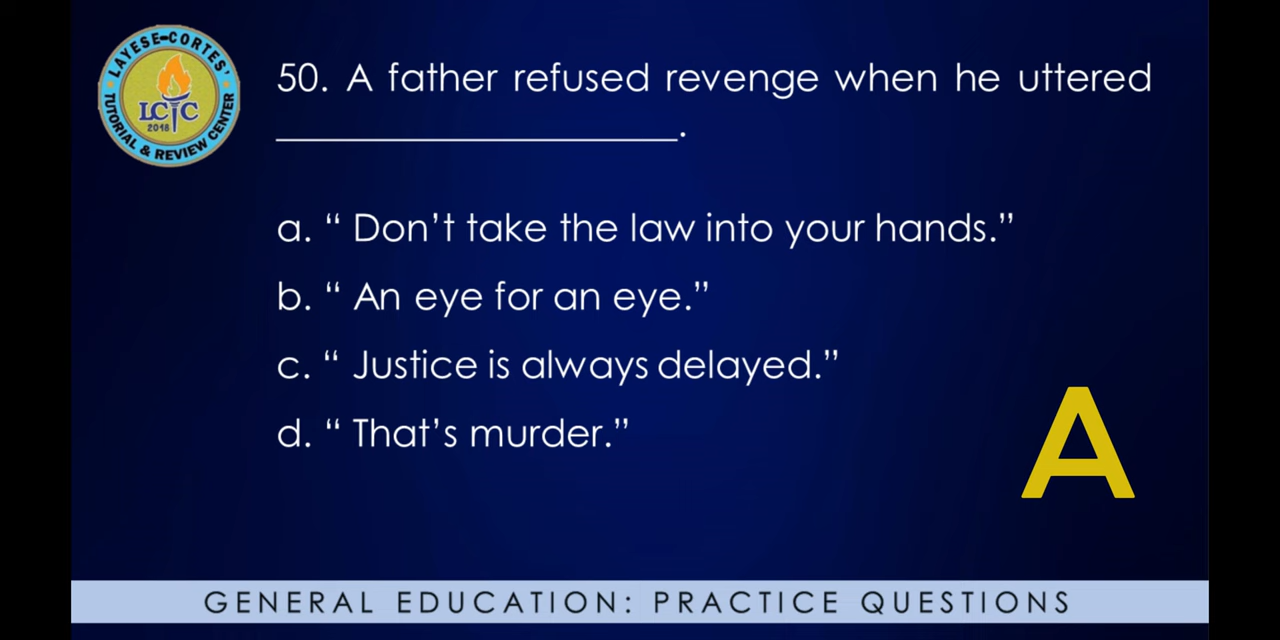 LAYESE-CORTES'
LCTC
2018
TUTORIAL & REVIEW CENTER
50. A father refused revenge when he uttered
____________________.
a. “ Don’t take the law into your hands.”
b. “ An eye for an eye.”
c. “ Justice is always delayed.”
d. “ That’s murder.”
A
GENERAL EDUCATION: PRACTICE QUESTIONS